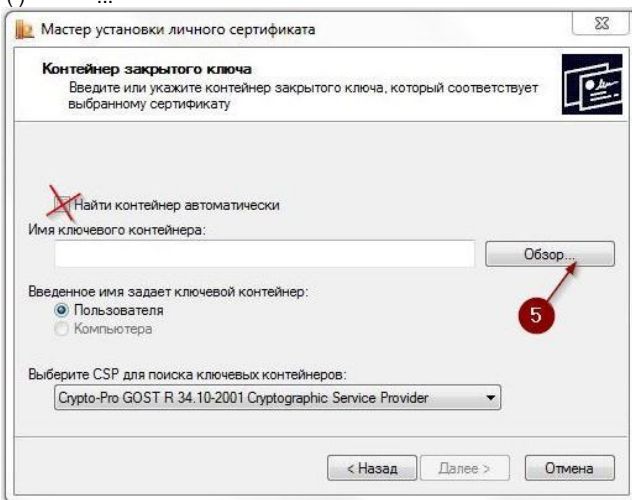 ( ) ...
Мастер установки личного сертификата
Контейнер закрытого ключа
Введите или укажите контейнер закрытого ключа, который соответствует
выбранному сертификату
Найти контейнер автоматически
Имя ключевого контейнера:
Обзор...
5
Введенное имя задает ключевой контейнер:
Пользователя
Компьютера
Выберите CSP для поиска ключевых контейнеров:
Crypto-Pro GOST R 34.10-2001 Cryptographic Service Provider
< Назад Далее > Отмена